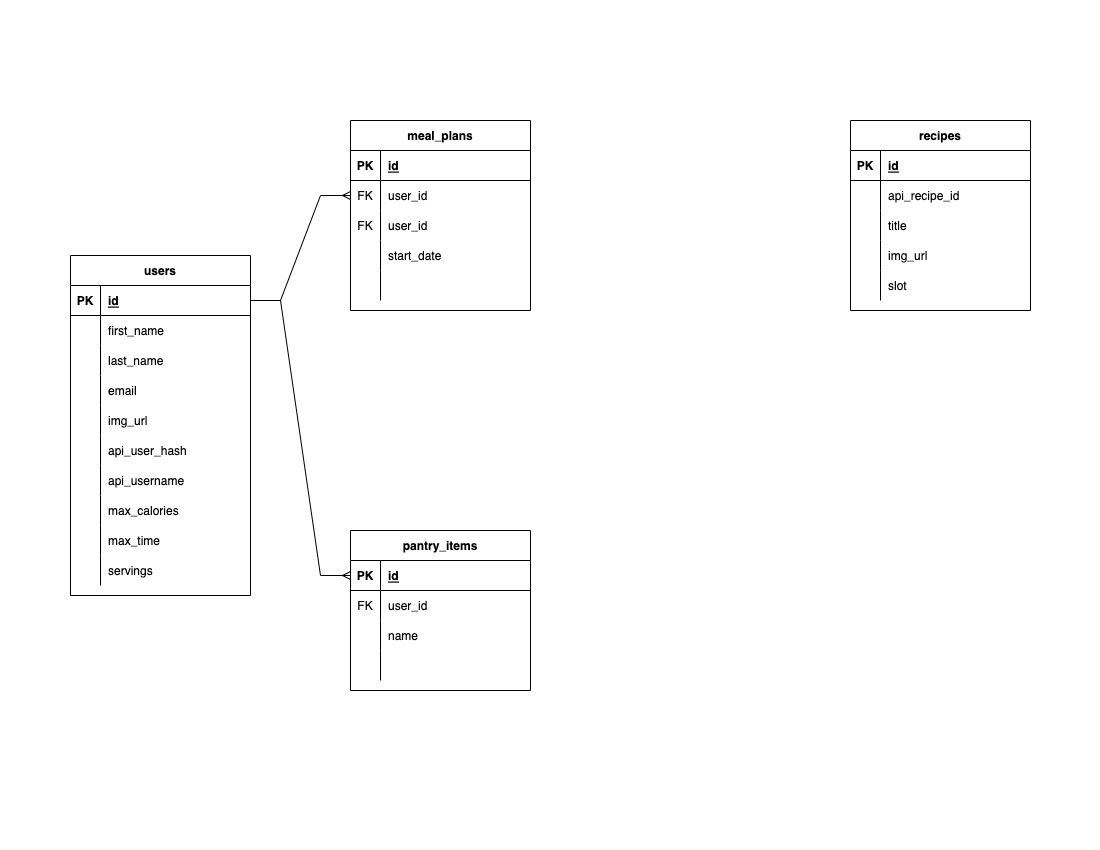 meal_plans
PK id
FK user_id
FK user_id
start_date
recipes
PK id
api_recipe_id
title
img_url
slot
users
PK id
first_name
last_name
email
img_url
api_user_hash
api_username
max_calories
max_time
servings
pantry_items
PK id
FK user_id
name